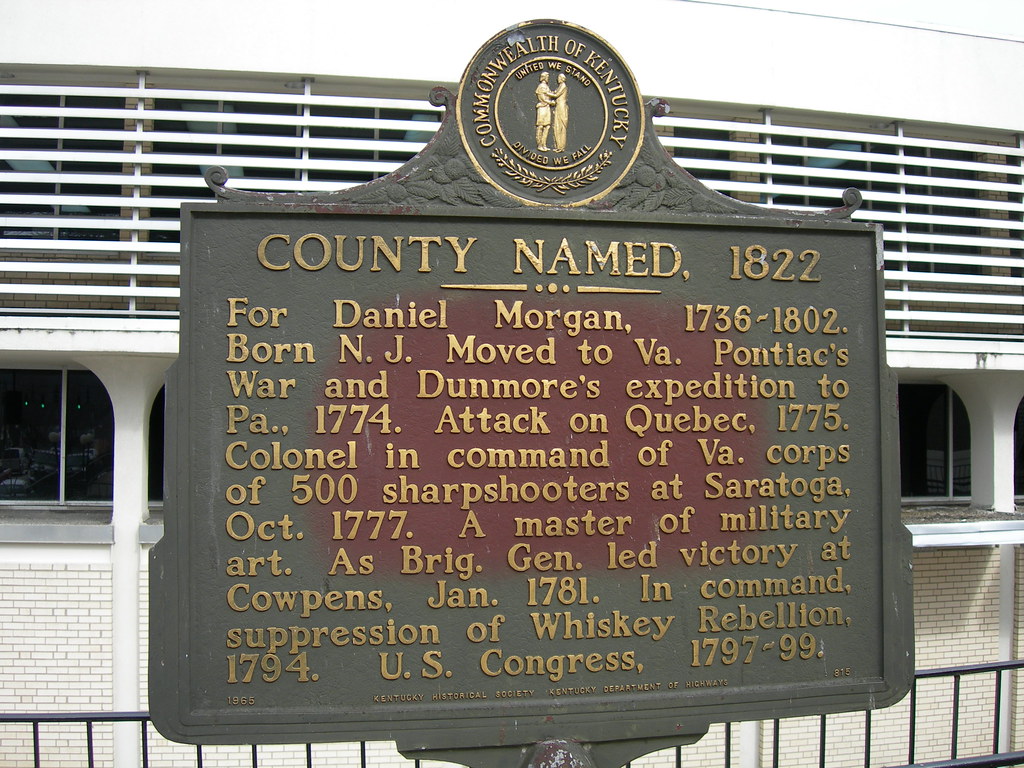 COMMONWEALTH OF KENTUCKY
UNITED WE STAND
DIVIDED WE FALL
COUNTY NAMED, 1822
For Daniel Morgan, 1736-1802.
Born N. J. Moved to Va. Pontiac's
War and Dunmore's expedition to
Pa., 1774. Attack on Quebec, 1775.
Colonel in command of Va. corps
of 500 sharpshooters at Saratoga,
Oct. 1777. A master of military
art. As Brig. Gen. led victory at
Cowpens, Jan. 1781. In command,
suppression of Whiskey Rebellion,
1794. U.S. Congress, 1797-99.
1965 KENTUCKY HISTORICAL SOCIETY KENTUCKY DEPARTMENT OF HIGHWAYS 815